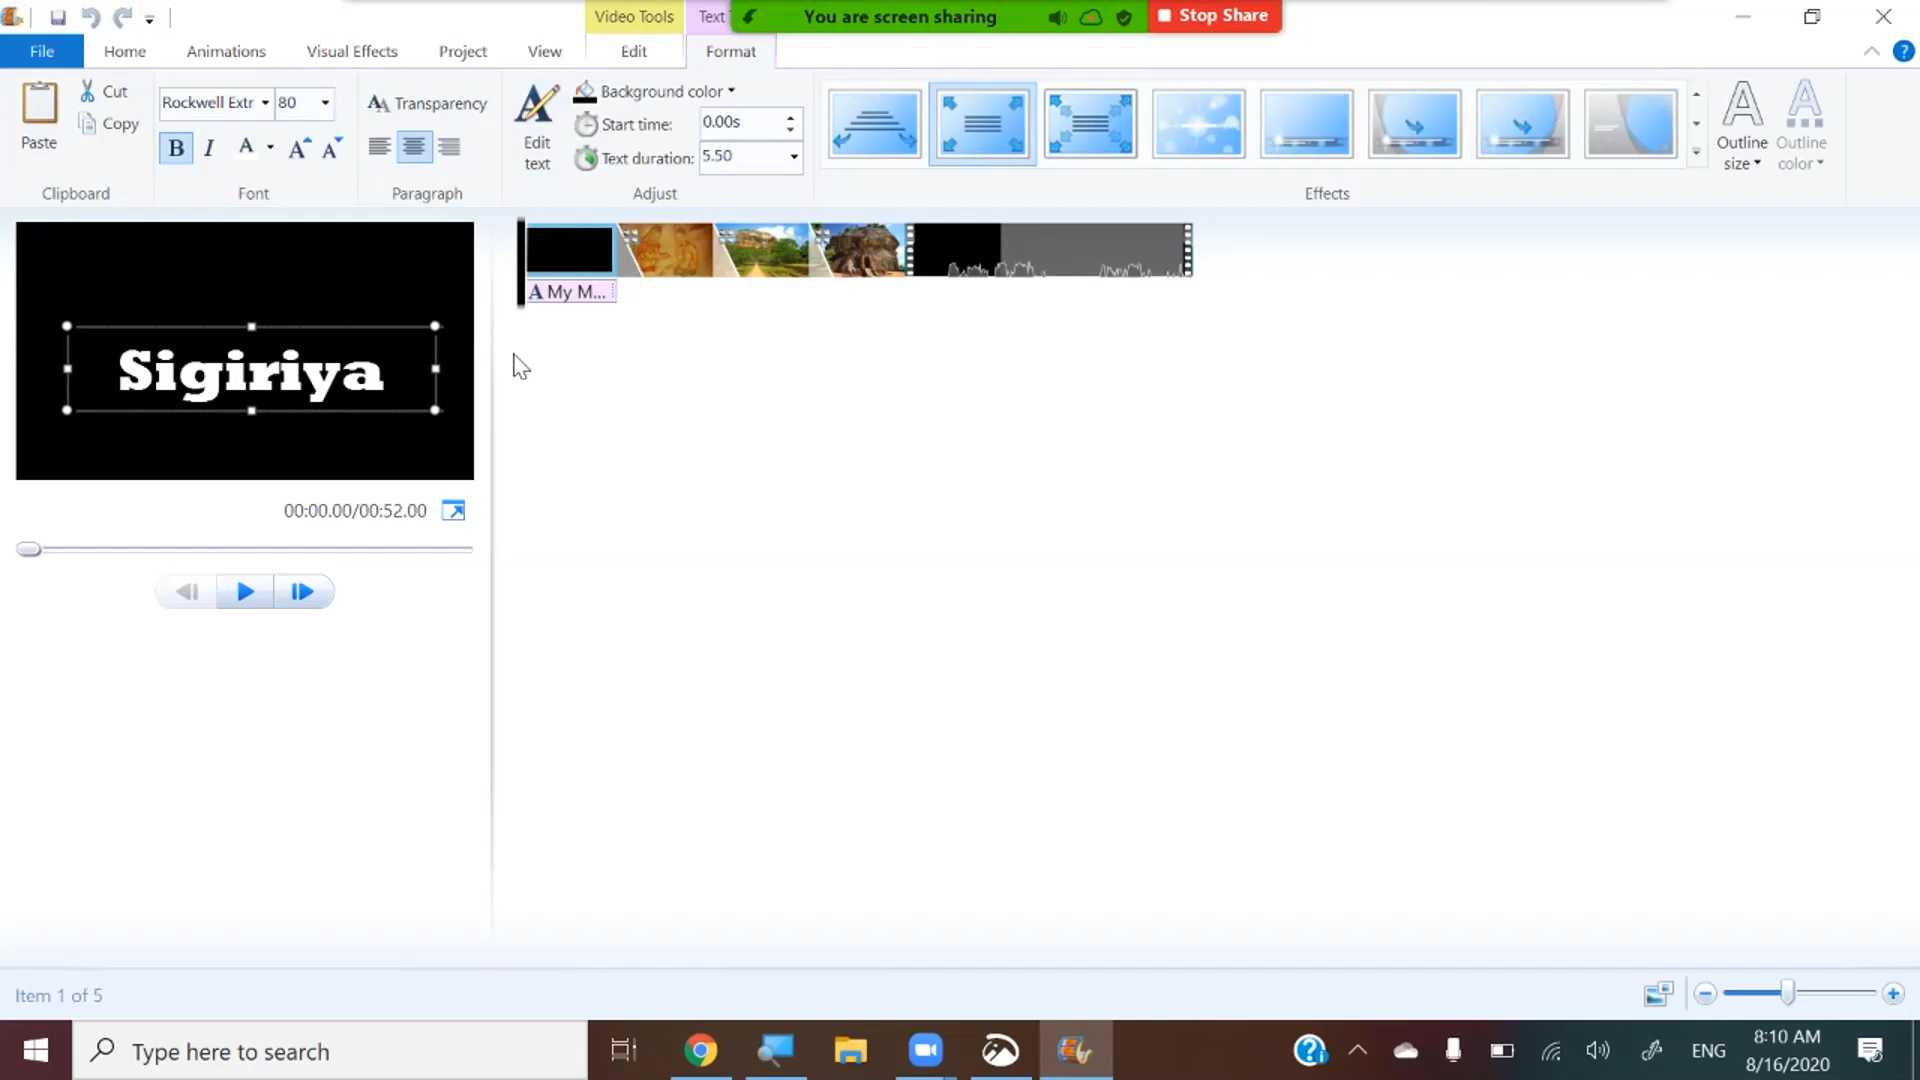 Video Tools
Text
You are screen sharing
Stop Share
File
Home
Animations
Visual Effects
Project
View
Edit
Format
Paste
Cut
Copy
Clipboard
Rockwell Extr
80
B
I
A
A
A
Font
Transparency
Paragraph
Edit
text
Background color
Start time:
0.00s
Text duration:
5.50
Adjust
Effects
Outline
size
Outline
color
A My M...
Sigiriya
00:00.00/00:52.00
Item 1 of 5
Type here to search
ENG
8:10 AM
8/16/2020